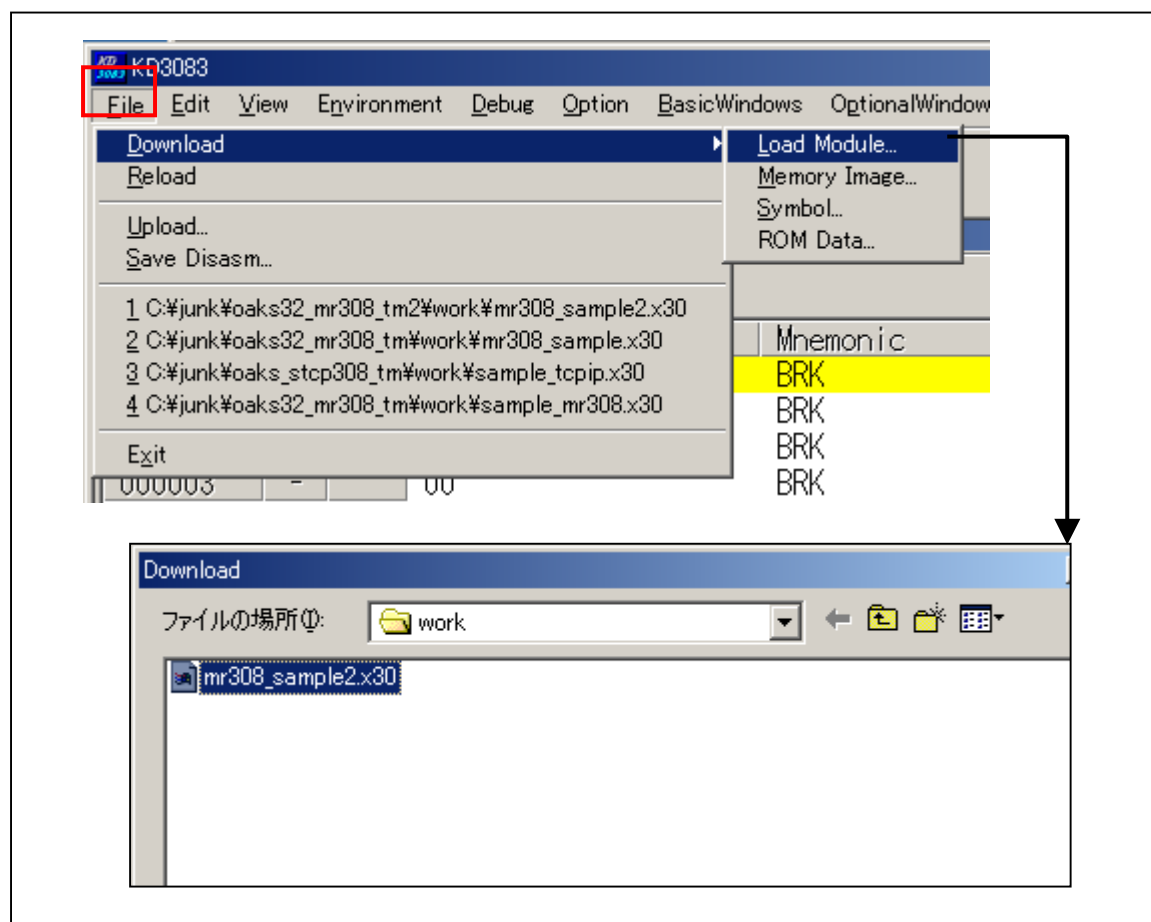 KD 3083 KD3083
File Edit View Environment Debug Option BasicWindows OptionalWindow
Download Load Module...
Reload Memory Image...
Symbol...
Upload... ROM Data...
Save Disasm...
1 C:¥junk¥oaks32_mr308_tm2¥work¥mr308_sample2.x30
2 C:¥junk¥oaks32_mr308_tm¥work¥mr308_sample.x30 Mnemonic
3 C:¥junk¥oaks_stcp308_tm¥work¥sample_tcpip.x30 BRK
4 C:¥junk¥oaks32_mr308_tm¥work¥sample_mr308.x30 BRK
Exit BRK
000003 - 00 BRK
Download
ファイルの場所(I): work
mr308_sample2.x30